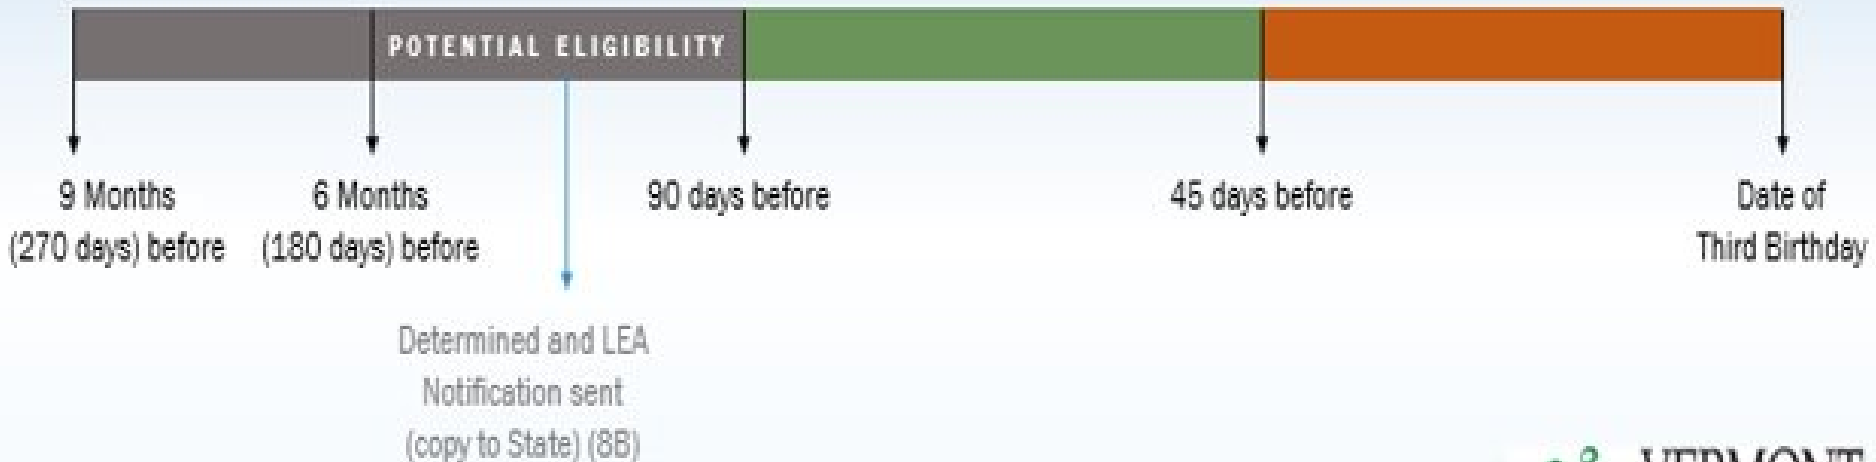 POTENTIAL ELIGIBILITY
9 Months
(270 days) before
6 Months
(180 days) before
90 days before
45 days before
Date of
Third Birthday
Determined and LEA
Notification sent
(copy to State) (8B)
VERMONT